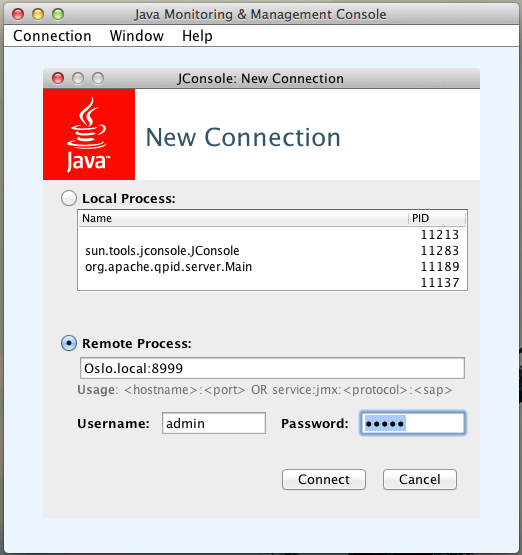 Java Monitoring & Management Console
Connection Window Help
JConsole: New Connection
Java™
New Connection
Local Process:
Name PID
11213
sun.tools.jconsole.JConsole 11283
org.apache.qpid.server.Main 11189
11137
Remote Process:
Oslo.local:8999
Usage: <hostname>:<port> OR service:jmx:<protocol>:<sap>
Username: admin Password: •••••
Connect Cancel